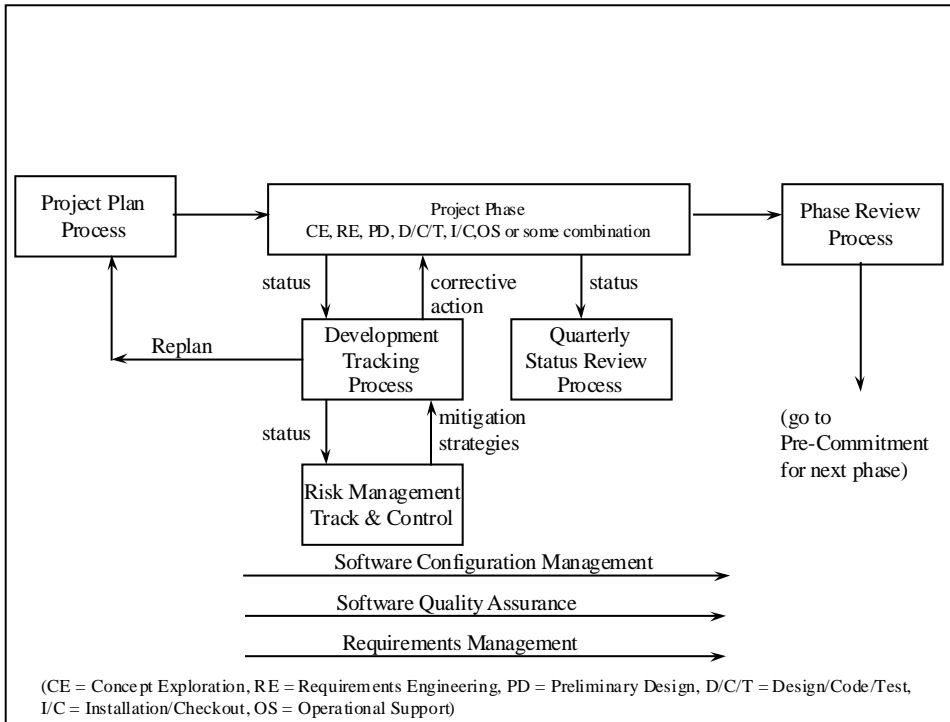 Project Plan
Process
Project Phase
CE, RE, PD, D/C/T, I/C,OS or some combination
Phase Review
Process
status
corrective
action
status
Replan
Development
Tracking
Process
Quarterly
Status Review
Process
status
mitigation
strategies
(go to
Pre-Commitment
for next phase)
Risk Management
Track & Control
Software Configuration Management
Software Quality Assurance
Requirements Management
(CE = Concept Exploration, RE = Requirements Engineering, PD = Preliminary Design, D/C/T = Design/Code/Test,
I/C = Installation/Checkout, OS = Operational Support)